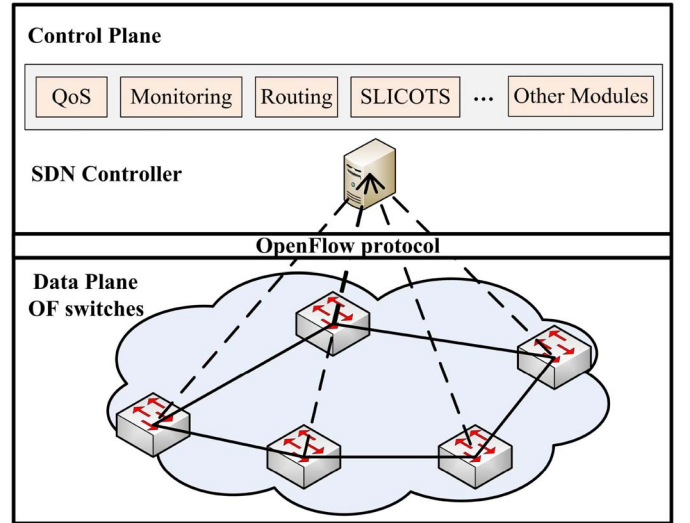 Control Plane
QoS Monitoring Routing SLICOTS ... Other Modules
SDN Controller
OpenFlow protocol
Data Plane
OF switches